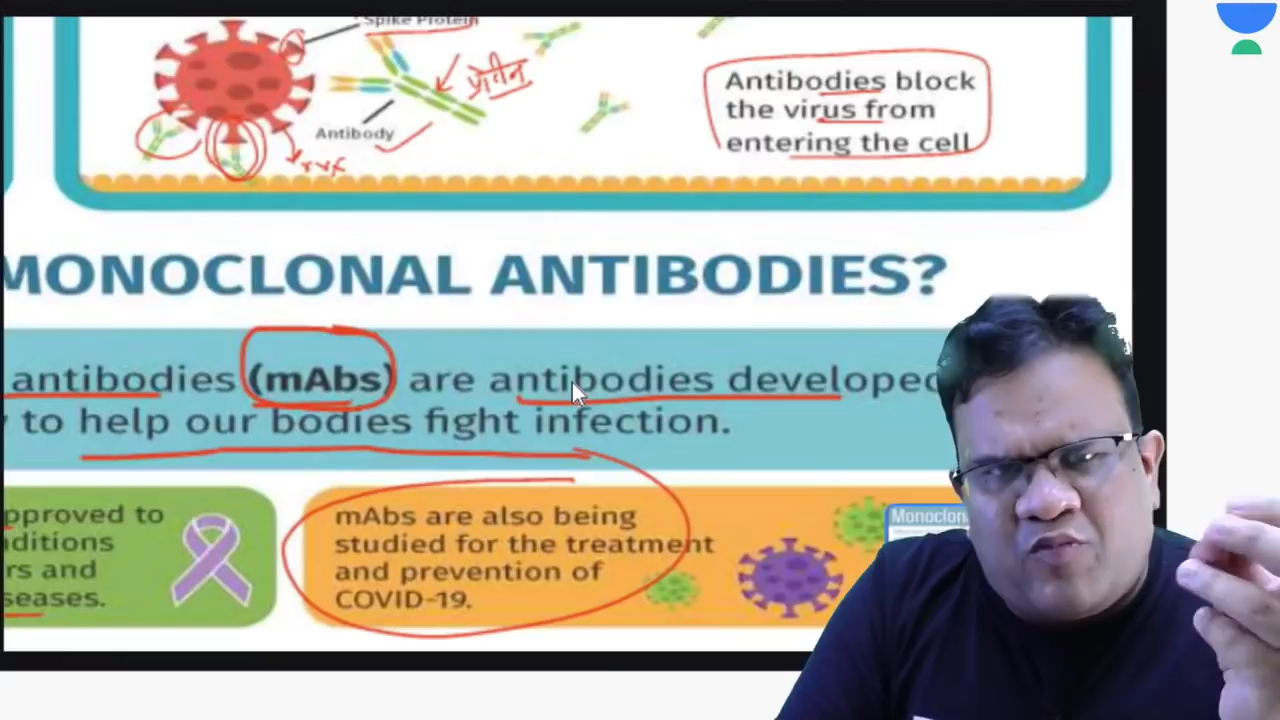 Spike Protein
प्रोटीन
Antibodies block
the virus from
entering the cell
Antibody
MONOCLONAL ANTIBODIES?
antibodies (mAbs) are antibodies developed
to help our bodies fight infection.
pproved to
nditions
rs and
seases.
mAbs are also being
studied for the treatment
and prevention of
COVID-19.
Monoclon